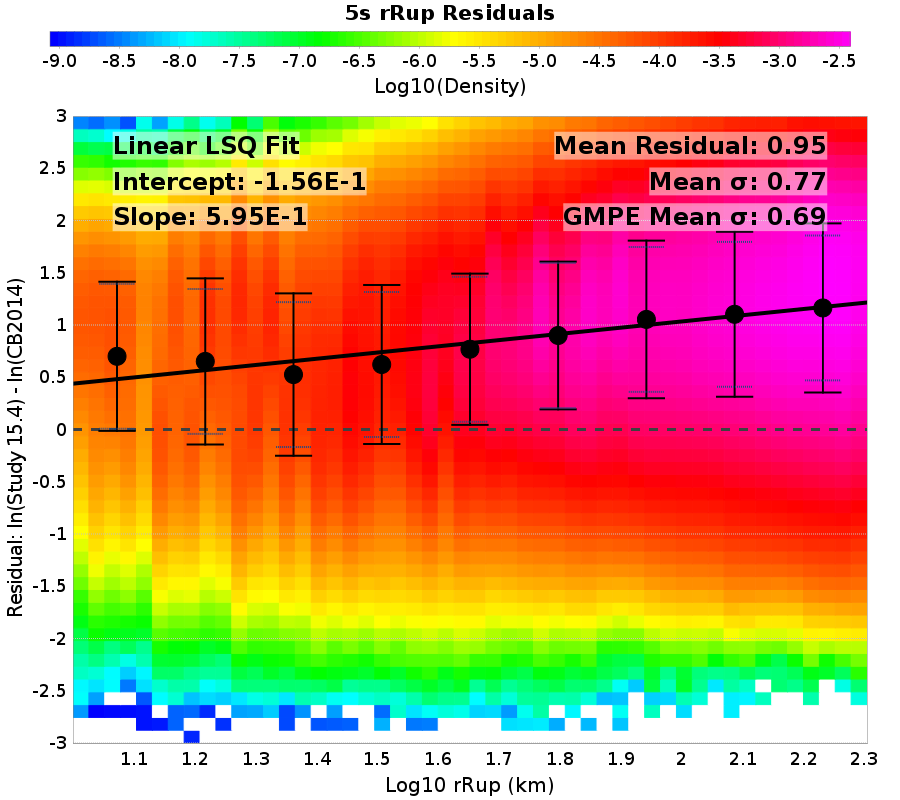 5s rRup Residuals
-9.0 -8.5 -8.0 -7.5 -7.0 -6.5 -6.0 -5.5 -5.0 -4.5 -4.0 -3.5 -3.0 -2.5
Log10(Density)
Linear LSQ Fit
Intercept: -1.56E-1
Slope: 5.95E-1
Mean Residual: 0.95
Mean σ: 0.77
GMPE Mean σ: 0.69
Residual: ln(Study 15.4) - ln(CB2014)
3
2.5
2
1.5
1
0.5
0
-0.5
-1
-1.5
-2
-2.5
-3
1.1 1.2 1.3 1.4 1.5 1.6 1.7 1.8 1.9 2 2.1 2.2 2.3
Log10 rRup (km)